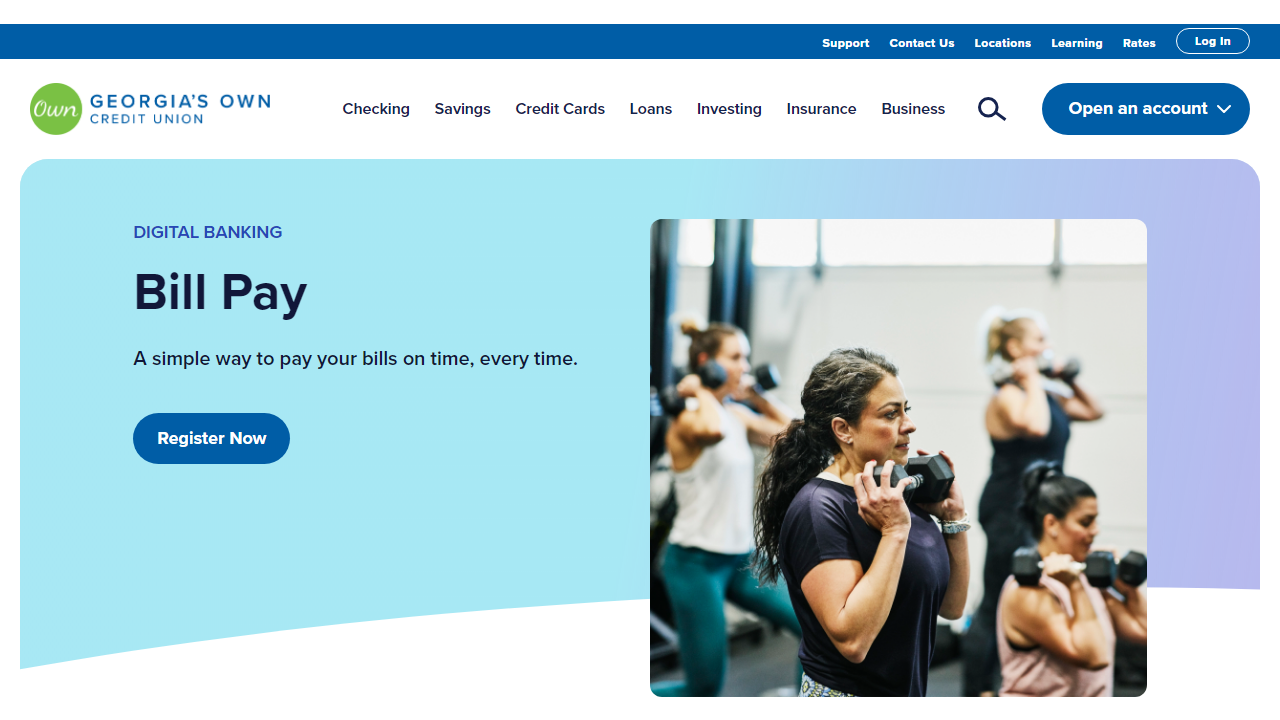 Support
Contact Us
Locations
Learning
Rates
Log In
Own
GEORGIA'S OWN
CREDIT UNION
Checking
Savings
Credit Cards
Loans
Investing
Insurance
Business
Open an account
DIGITAL BANKING
Bill Pay
A simple way to pay your bills on time, every time.
Register Now